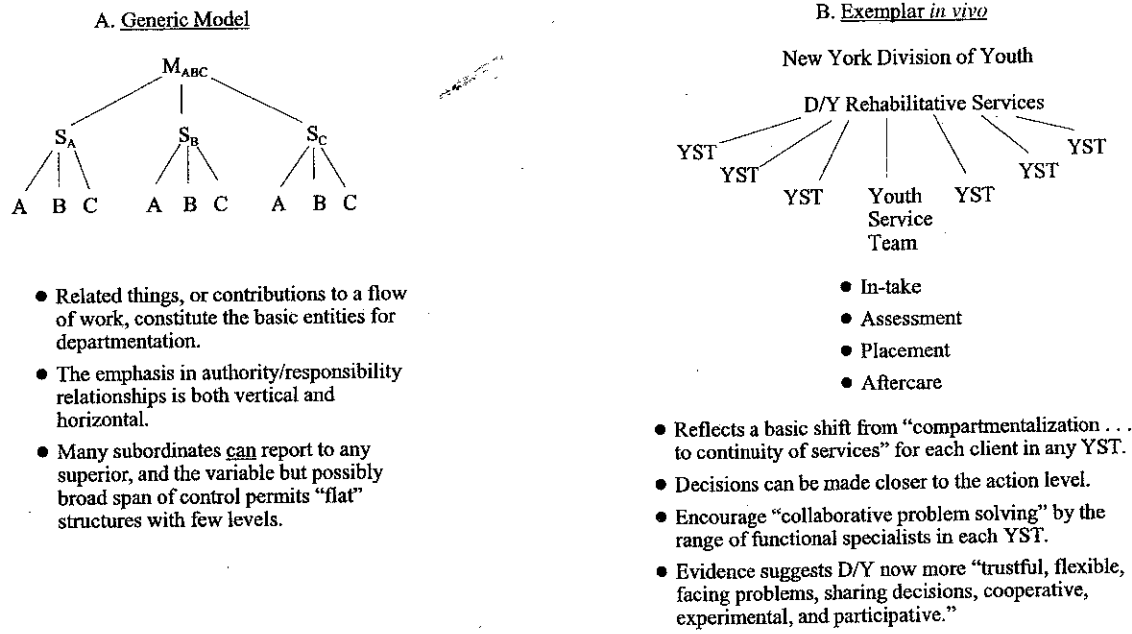 A. Generic Model
M_ABC
S_A S_B S_C
A B C A B C A B C
● Related things, or contributions to a flow
of work, constitute the basic entities for
departmentation.
● The emphasis in authority/responsibility
relationships is both vertical and
horizontal.
● Many subordinates can report to any
superior, and the variable but possibly
broad span of control permits “flat”
structures with few levels.
B. Exemplar in vivo
New York Division of Youth
D/Y Rehabilitative Services
YST
YST
YST
Youth
Service
Team
YST
YST
YST
● In-take
● Assessment
● Placement
● Aftercare
● Reflects a basic shift from “compartmentalization . . .
to continuity of services” for each client in any YST.
● Decisions can be made closer to the action level.
● Encourage “collaborative problem solving” by the
range of functional specialists in each YST.
● Evidence suggests D/Y now more “trustful, flexible,
facing problems, sharing decisions, cooperative,
experimental, and participative.”